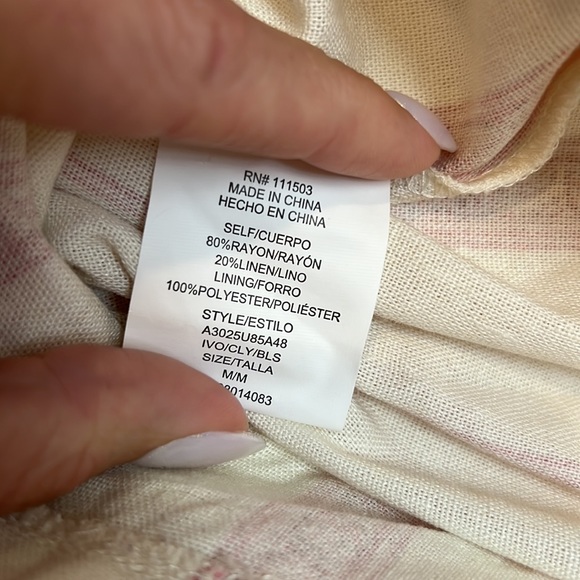 RN# 111503
MADE IN CHINA
HECHO EN CHINA
SELF/CUERPO
80%RAYON/RAYÓN
20%LINEN/LINO
LINING/FORRO
100%POLYESTER/POLIÉSTER
STYLE/ESTILO
A3025U85A48
IVO/CLY/BLS
SIZE/TALLA
M/M